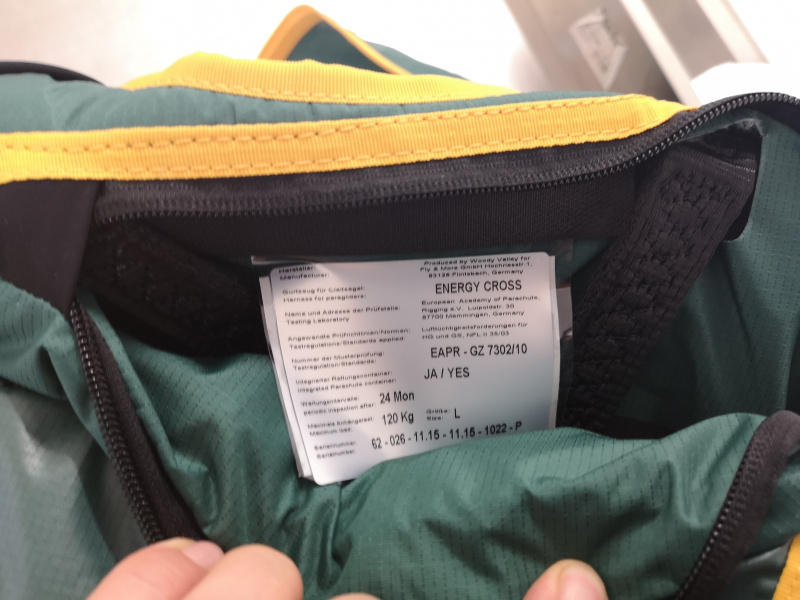 Hersteller: Produced by Woody Valley for
Manufacturer: Fly & More GmbH Hochriesstr.1,
83126 Flintsbach, Germany
Gurtzeug für Gleitsegel: ENERGY CROSS
Harness for paragliders:
Name und Adresse der Prüfstelle: European Academy of Parachute,
Testing Laboratory Rigging e.V. Luipoldstr. 30
87700 Memmingen, Germany
Angewandte Prüfrichtlinien/Normen: Lufttüchtigkeitsforderungen für
Testregulations/Standards applied: HG und GS, NFL II 35/03
Nummer der Musterprüfung: EAPR - GZ 7302/10
Testregulation/Standards:
Integrierter Rettungscontainer: JA / YES
Integrated Parachute container:
Wartungsintervalle: 24 Mon
periodic inspection after:
Maximale Anhängelast: 120 Kg Größe: L
Maximum load: Size:
Seriennummer: 62 - 026 - 11.15 - 11.15 - 1022 - P
Serialnumber: